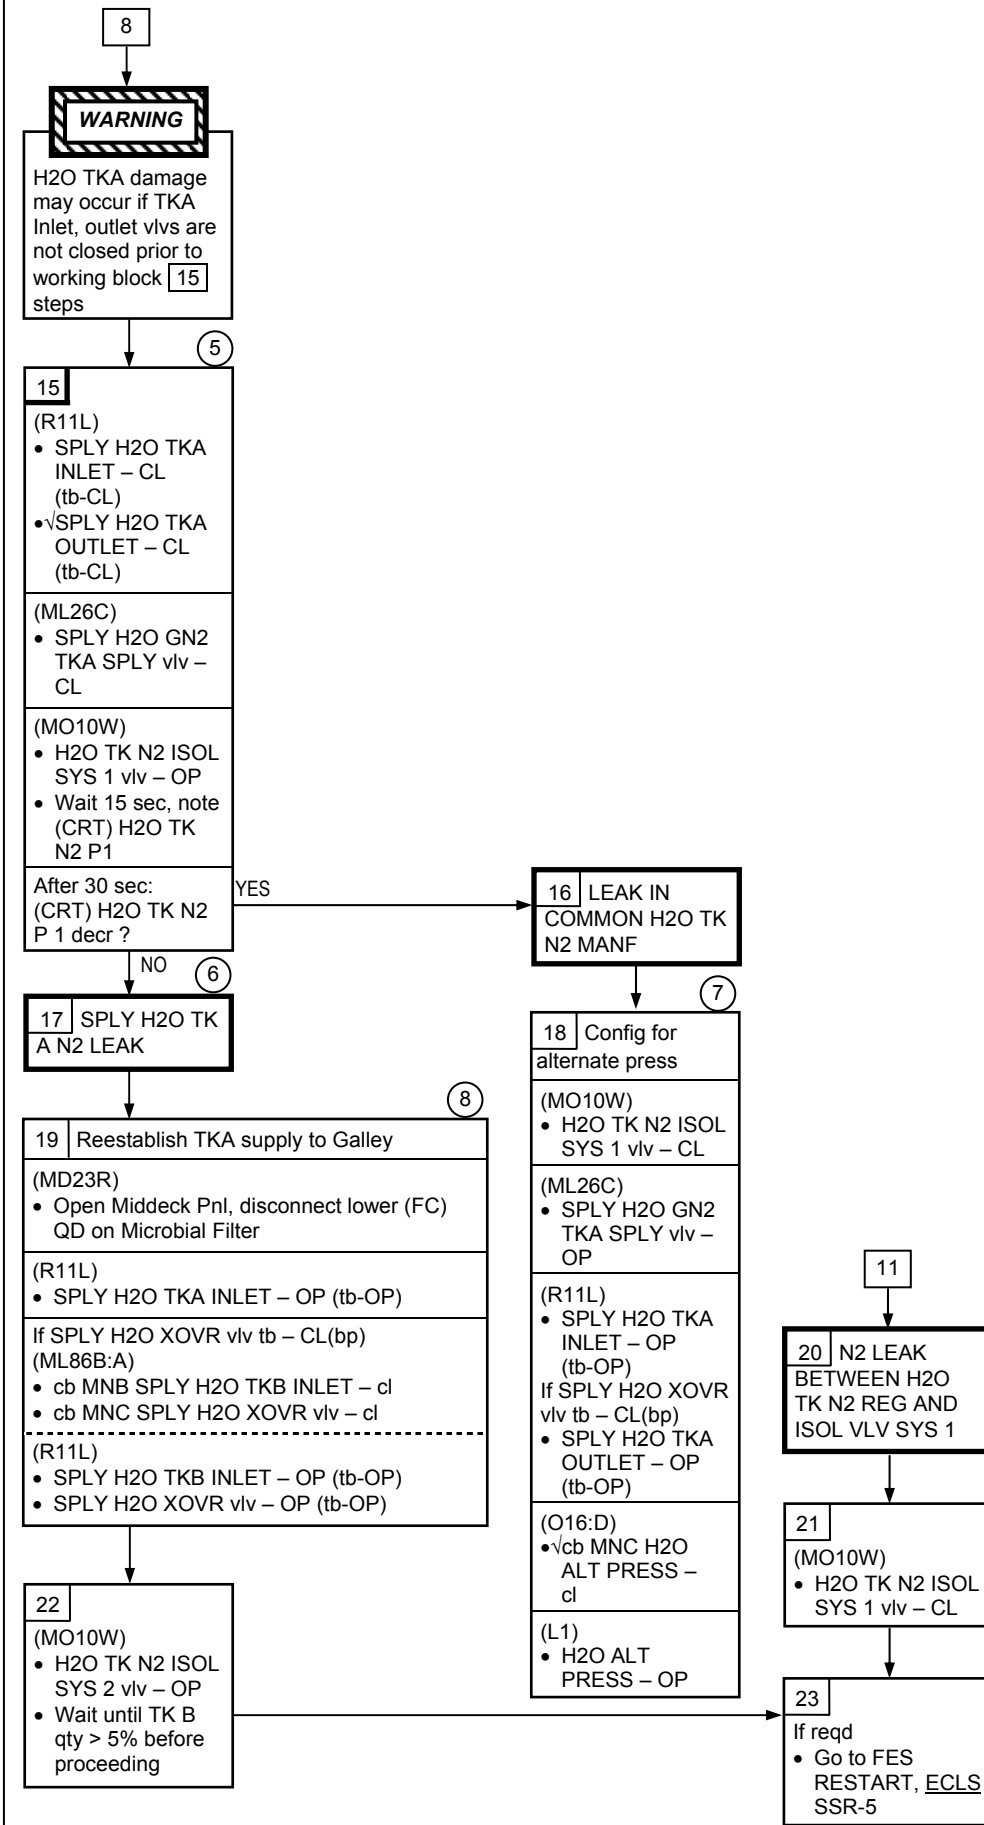 8
WARNING
H2O TKA damage
may occur if TKA
Inlet, outlet vlvs are
not closed prior to
working block 15
steps
5
15
(R11L)
• SPLY H2O TKA
INLET – CL
(tb-CL)
•√SPLY H2O TKA
OUTLET – CL
(tb-CL)
(ML26C)
• SPLY H2O GN2
TKA SPLY vlv –
CL
(MO10W)
• H2O TK N2 ISOL
SYS 1 vlv – OP
• Wait 15 sec, note
(CRT) H2O TK
N2 P1
After 30 sec:
(CRT) H2O TK N2
P 1 decr ?
YES
NO
16 LEAK IN
COMMON H2O TK
N2 MANF
6
17 SPLY H2O TK
A N2 LEAK
7
18 Config for
alternate press
(MO10W)
• H2O TK N2 ISOL
SYS 1 vlv – CL
(ML26C)
• SPLY H2O GN2
TKA SPLY vlv –
OP
(R11L)
• SPLY H2O TKA
INLET – OP
(tb-OP)
If SPLY H2O XOVR
vlv tb – CL(bp)
• SPLY H2O TKA
OUTLET – OP
(tb-OP)
(O16:D)
•√cb MNC H2O
ALT PRESS –
cl
(L1)
• H2O ALT
PRESS – OP
8
19 Reestablish TKA supply to Galley
(MD23R)
• Open Middeck Pnl, disconnect lower (FC)
QD on Microbial Filter
(R11L)
• SPLY H2O TKA INLET – OP (tb-OP)
If SPLY H2O XOVR vlv tb – CL(bp)
(ML86B:A)
• cb MNB SPLY H2O TKB INLET – cl
• cb MNC SPLY H2O XOVR vlv – cl
(R11L)
• SPLY H2O TKB INLET – OP (tb-OP)
• SPLY H2O XOVR vlv – OP (tb-OP)
22
(MO10W)
• H2O TK N2 ISOL
SYS 2 vlv – OP
• Wait until TK B
qty > 5% before
proceeding
11
20 N2 LEAK
BETWEEN H2O
TK N2 REG AND
ISOL VLV SYS 1
21
(MO10W)
• H2O TK N2 ISOL
SYS 1 vlv – CL
23
If reqd
• Go to FES
RESTART, ECLS
SSR-5